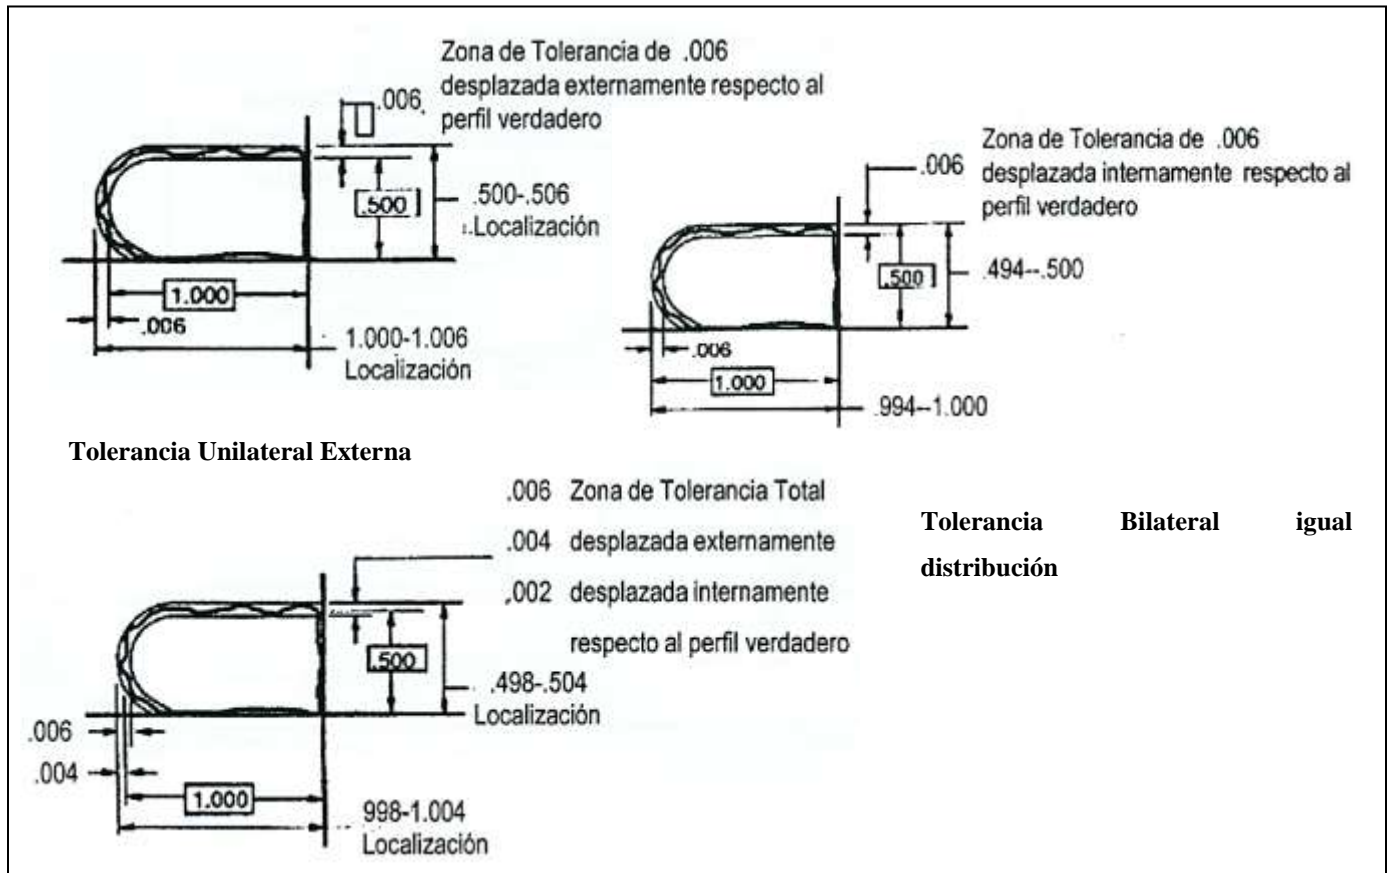 Zona de Tolerancia de .006
desplazada externamente respecto al
perfil verdadero
.006
.500
.500-.506
Localización
1.000
.006
1.000-1.006
Localización
Zona de Tolerancia de .006
desplazada internamente respecto al
perfil verdadero
.006
.500
.494--.500
.006
1.000
.994--1.000
Tolerancia Unilateral Externa
.006 Zona de Tolerancia Total
.004 desplazada externamente
.002 desplazada internamente
respecto al perfil verdadero
Tolerancia Bilateral igual
distribución
.500
.498-.504
Localización
.006
.004
1.000
998-1.004
Localización